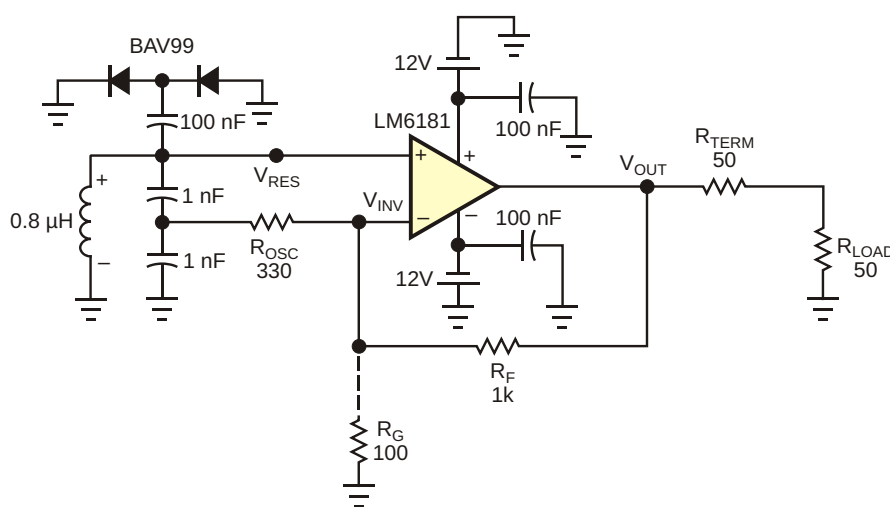 BAV99
12V
100 nF
LM6181
100 nF
+
+
V_RES
R_TERM
50
V_OUT
+
0.8 µH
–
1 nF
V_INV
–
–
100 nF
R_OSC
330
1 nF
12V
R_LOAD
50
R_F
1k
R_G
100